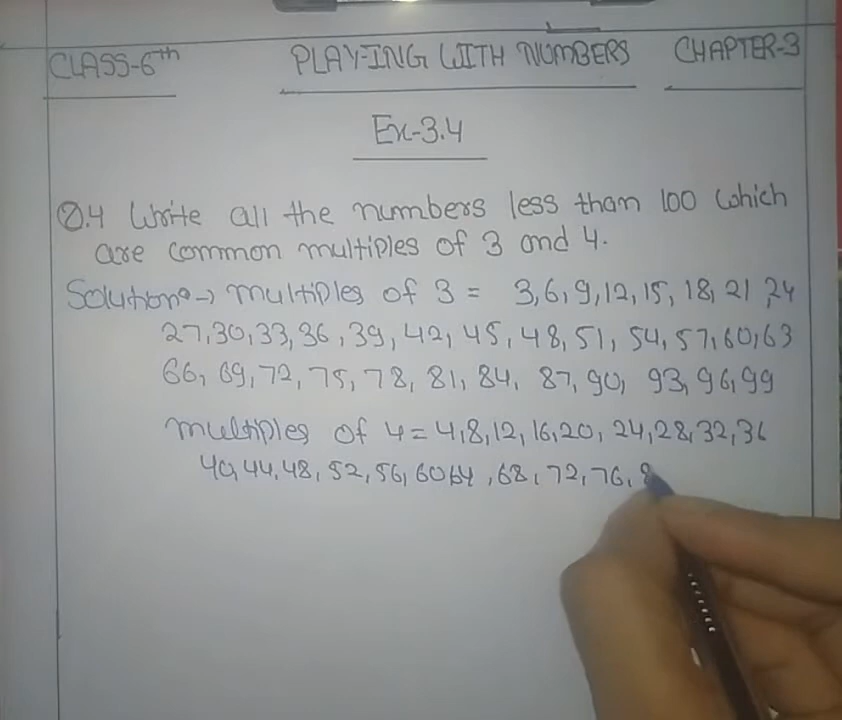 CLASS-6th PLAYING WITH NUMBERS CHAPTER-3
Ex-3.4
Q.4 Write all the numbers less than 100 which
are common multiples of 3 and 4.
Solution:→ multiples of 3 = 3,6,9,12,15,18,21,24
27,30,33,36,39,42,45,48,51,54,57,60,63
66,69,72,75,78,81,84,87,90,93,96,99
multiples of 4 = 4,8,12,16,20,24,28,32,36
40,44,48,52,56,60 64,68,72,76,8